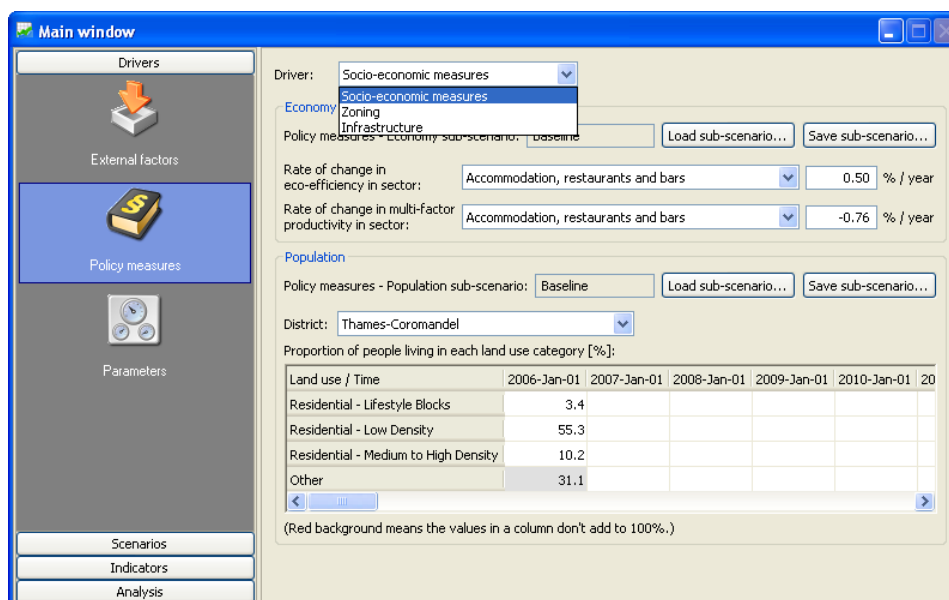 Main window
Drivers
External factors
Policy measures
Parameters
Scenarios
Indicators
Analysis
Driver: Socio-economic measures
Socio-economic measures
Zoning
Infrastructure
Economy
Policy measures - Economy sub-scenario: Baseline Load sub-scenario... Save sub-scenario...
Rate of change in
eco-efficiency in sector: Accommodation, restaurants and bars 0.50 % / year
Rate of change in multi-factor
productivity in sector: Accommodation, restaurants and bars -0.76 % / year
Population
Policy measures - Population sub-scenario: Baseline Load sub-scenario... Save sub-scenario...
District: Thames-Coromandel
Proportion of people living in each land use category [%]:
Land use / Time 2006-Jan-01 2007-Jan-01 2008-Jan-01 2009-Jan-01 2010-Jan-01 20
Residential - Lifestyle Blocks 3.4
Residential - Low Density 55.3
Residential - Medium to High Density 10.2
Other 31.1
(Red background means the values in a column don't add to 100%.)